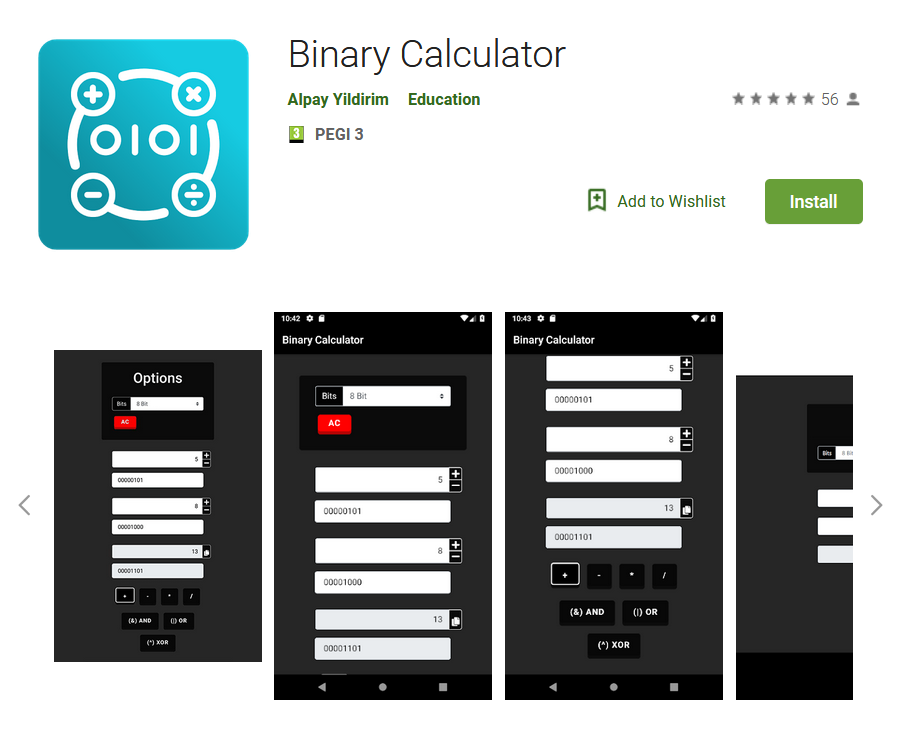 0101
Binary Calculator
Alpay Yildirim Education
56
3 PEGI 3
Add to Wishlist
Install
Options
Bits 8 Bit
AC
5
+
-
00000101
8
+
-
00001000
13
00001101
+ - * /
(&) AND (|) OR
(^) XOR
10:42
Binary Calculator
Bits 8 Bit
AC
5
+
-
00000101
8
+
-
00001000
13
00001101
10:43
Binary Calculator
5
+
-
00000101
8
+
-
00001000
13
00001101
+ - * /
(&) AND (|) OR
(^) XOR
Bits 8 Bit